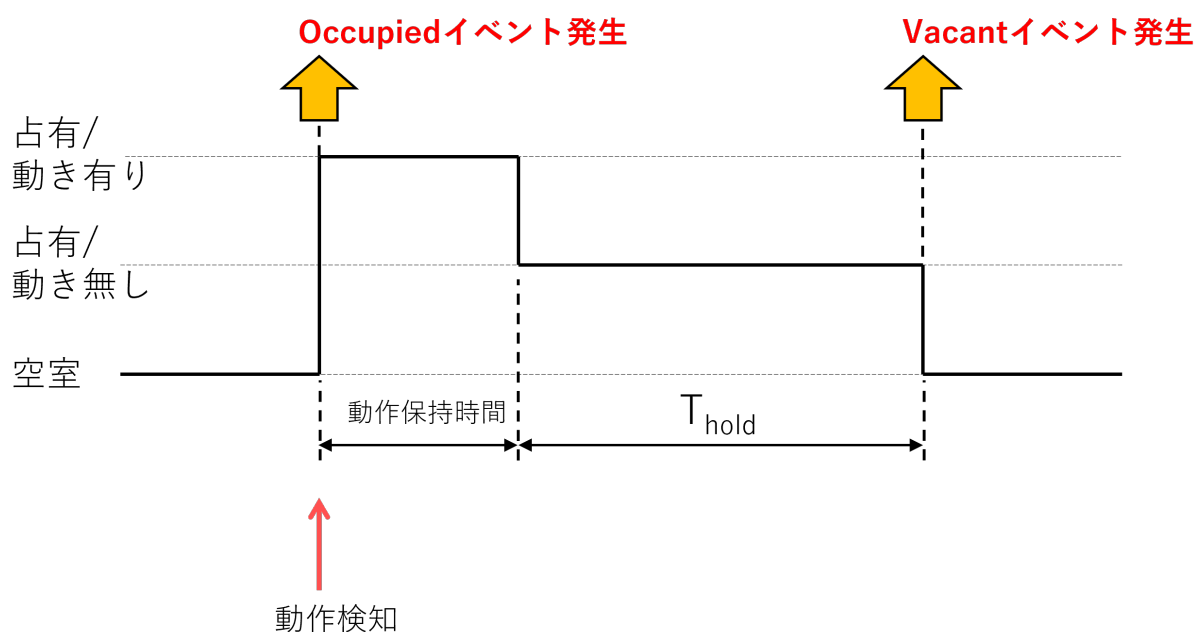 Occupiedイベント発生
Vacantイベント発生
占有/
動き有り
占有/
動き無し
空室
動作保持時間
Thold
動作検知